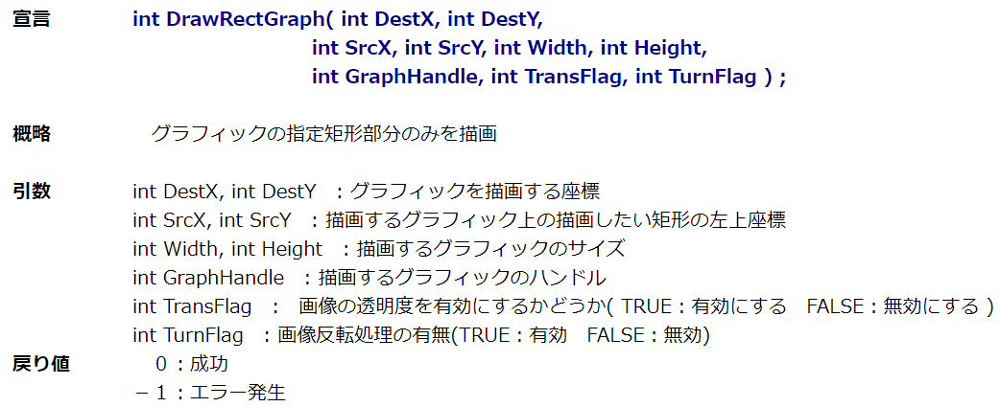 宣言 int DrawRectGraph( int DestX, int DestY,
int SrcX, int SrcY, int Width, int Height,
int GraphHandle, int TransFlag, int TurnFlag ) ;
概略 グラフィックの指定矩形部分のみを描画
引数 int DestX, int DestY ：グラフィックを描画する座標
int SrcX, int SrcY ：描画するグラフィック上の描画したい矩形の左上座標
int Width, int Height ：描画するグラフィックのサイズ
int GraphHandle ：描画するグラフィックのハンドル
int TransFlag ： 画像の透明度を有効にするかどうか( TRUE：有効にする　FALSE：無効にする )
int TurnFlag ：画像反転処理の有無(TRUE：有効　FALSE：無効)
戻り値 ０：成功
－１：エラー発生